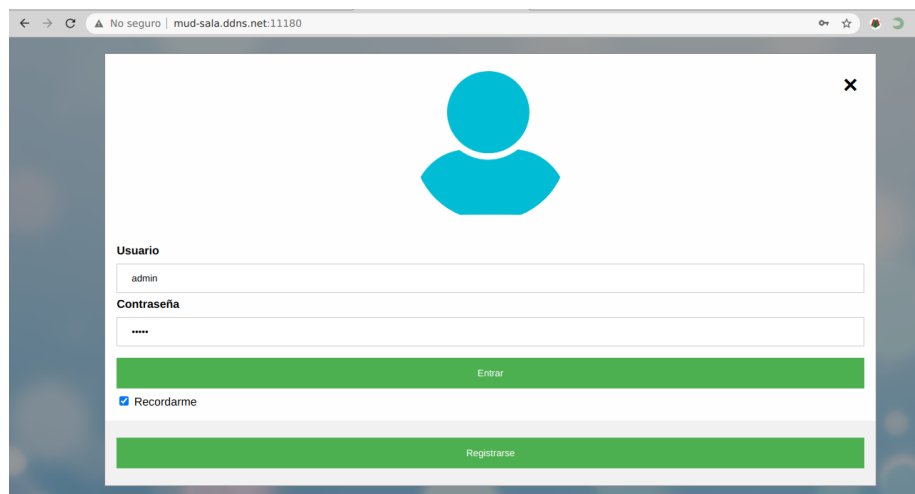 No seguro | mud-sala.ddns.net:11180
Usuario
admin
Contraseña
•••••
Entrar
Recordarme
Registrarse